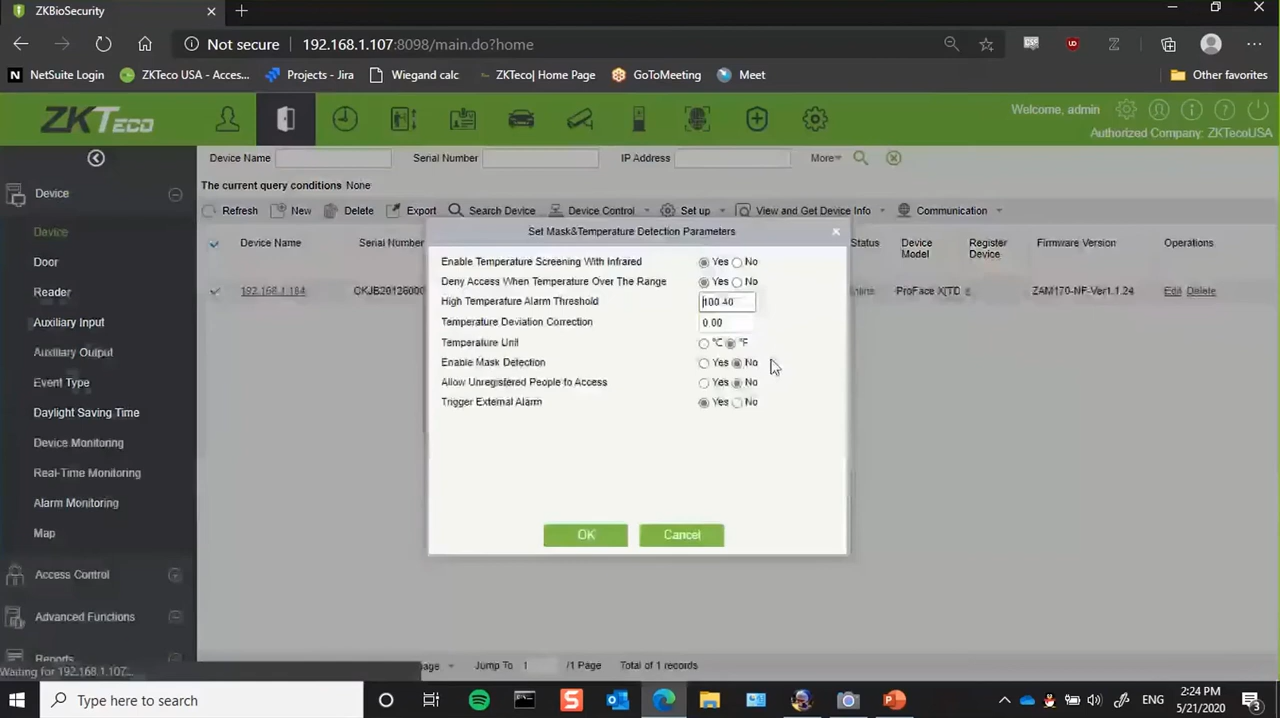 ZKBioSecurity
Not secure 192.168.1.107:8098/main.do?home
NetSuite Login ZKTeco USA - Acces... Projects - Jira Wiegand calc ZKTeco| Home Page GoToMeeting Meet Other favorites
ZKTeco Welcome, admin
Authorized Company: ZKTecoUSA
Device Name Serial Number IP Address More
The current query conditions None
Device
Refresh New Delete Export Search Device Device Control Set up View and Get Device Info Communication
Set Mask&Temperature Detection Parameters
Device
Device Name Serial Number Status Device Model Register Device Firmware Version Operations
Door
Enable Temperature Screening With Infrared Yes No
Deny Access When Temperature Over The Range Yes No
Reader
192.168.1.184 ProFace X[TD ZAM170-NF-Ver1.1.24 Edit Delete
High Temperature Alarm Threshold 100.40
Auxiliary Input
Temperature Deviation Correction 0.00
Temperature Unit °C °F
Auxiliary Output
Enable Mask Detection Yes No
Event Type
Allow Unregistered People to Access Yes No
Trigger External Alarm Yes No
Daylight Saving Time
Device Monitoring
Real-Time Monitoring
Alarm Monitoring
Map
OK Cancel
Access Control
Advanced Functions
Reports
Jump To 1 /1 Page Total of 1 records
Waiting for 192.168.1.107...
Type here to search
ENG
2:24 PM
5/21/2020
3